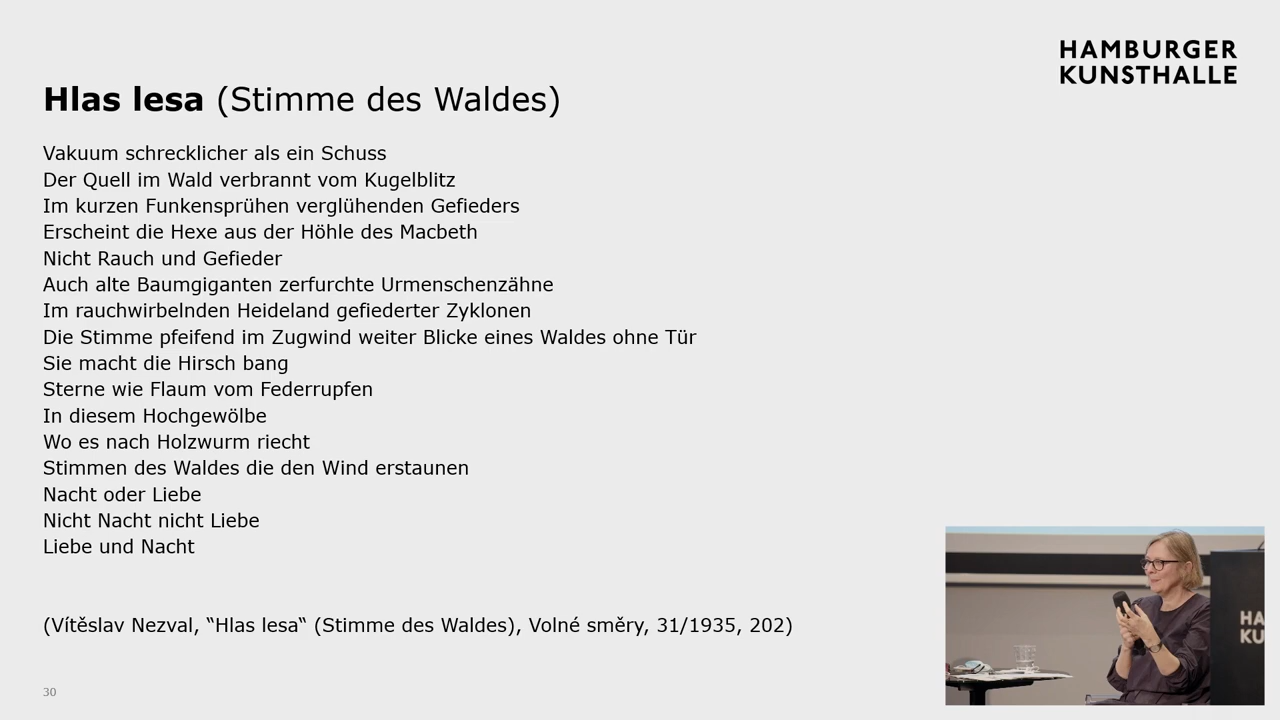 HAMBURGER
KUNSTHALLE
Hlas lesa (Stimme des Waldes)
Vakuum schrecklicher als ein Schuss
Der Quell im Wald verbrannt vom Kugelblitz
Im kurzen Funkensprühen verglühenden Gefieders
Erscheint die Hexe aus der Höhle des Macbeth
Nicht Rauch und Gefieder
Auch alte Baumgiganten zerfurchte Urmenschenzähne
Im rauchwirbelnden Heideland gefiederter Zyklonen
Die Stimme pfeifend im Zugwind weiter Blicke eines Waldes ohne Tür
Sie macht die Hirsch bang
Sterne wie Flaum vom Federrupfen
In diesem Hochgewölbe
Wo es nach Holzwurm riecht
Stimmen des Waldes die den Wind erstaunen
Nacht oder Liebe
Nicht Nacht nicht Liebe
Liebe und Nacht
(Vítěslav Nezval, “Hlas lesa“ (Stimme des Waldes), Volné směry, 31/1935, 202)
30
HA
KU